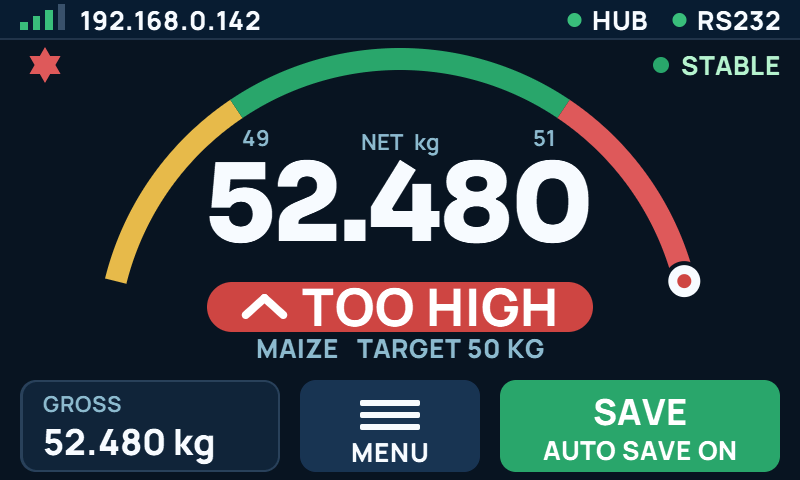 192.168.0.142
HUB
RS232
STABLE
49
NET kg
51
52.480
TOO HIGH
MAIZE TARGET 50 KG
GROSS
52.480 kg
MENU
SAVE
AUTO SAVE ON